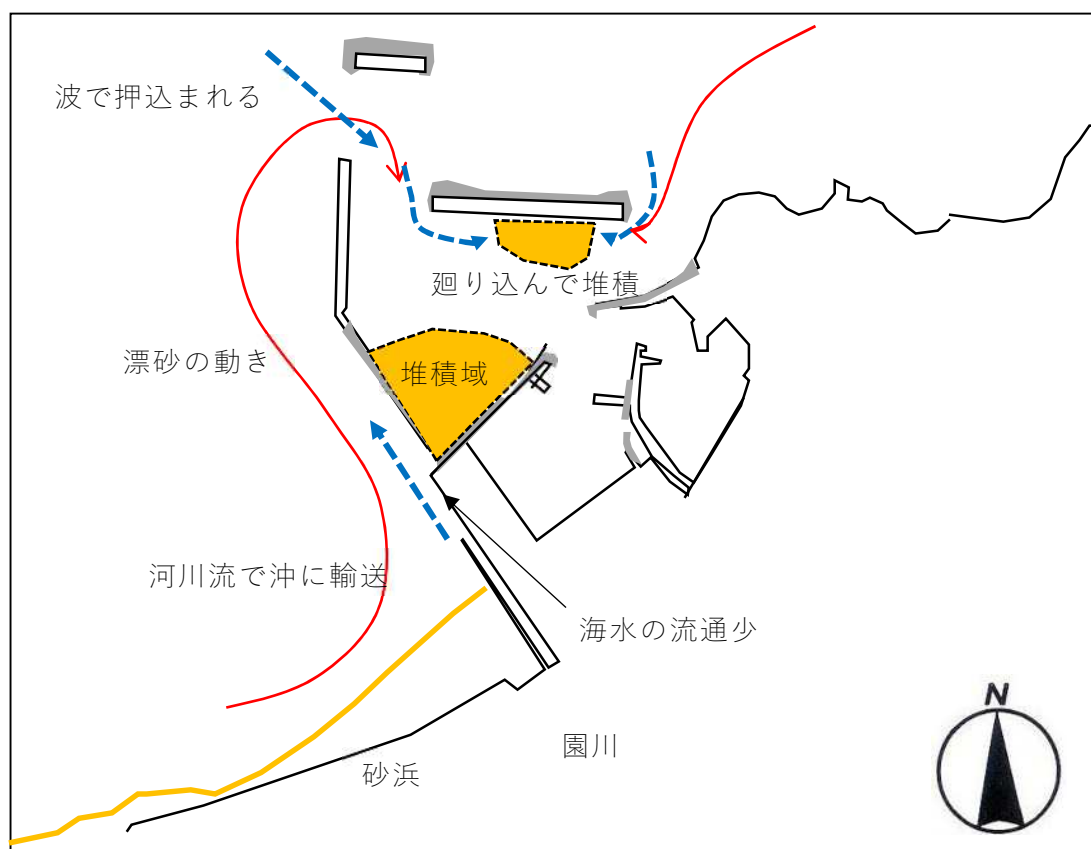 波で押込まれる
廻り込んで堆積
漂砂の動き
堆積域
河川流で沖に輸送
海水の流通少
園川
砂浜
N